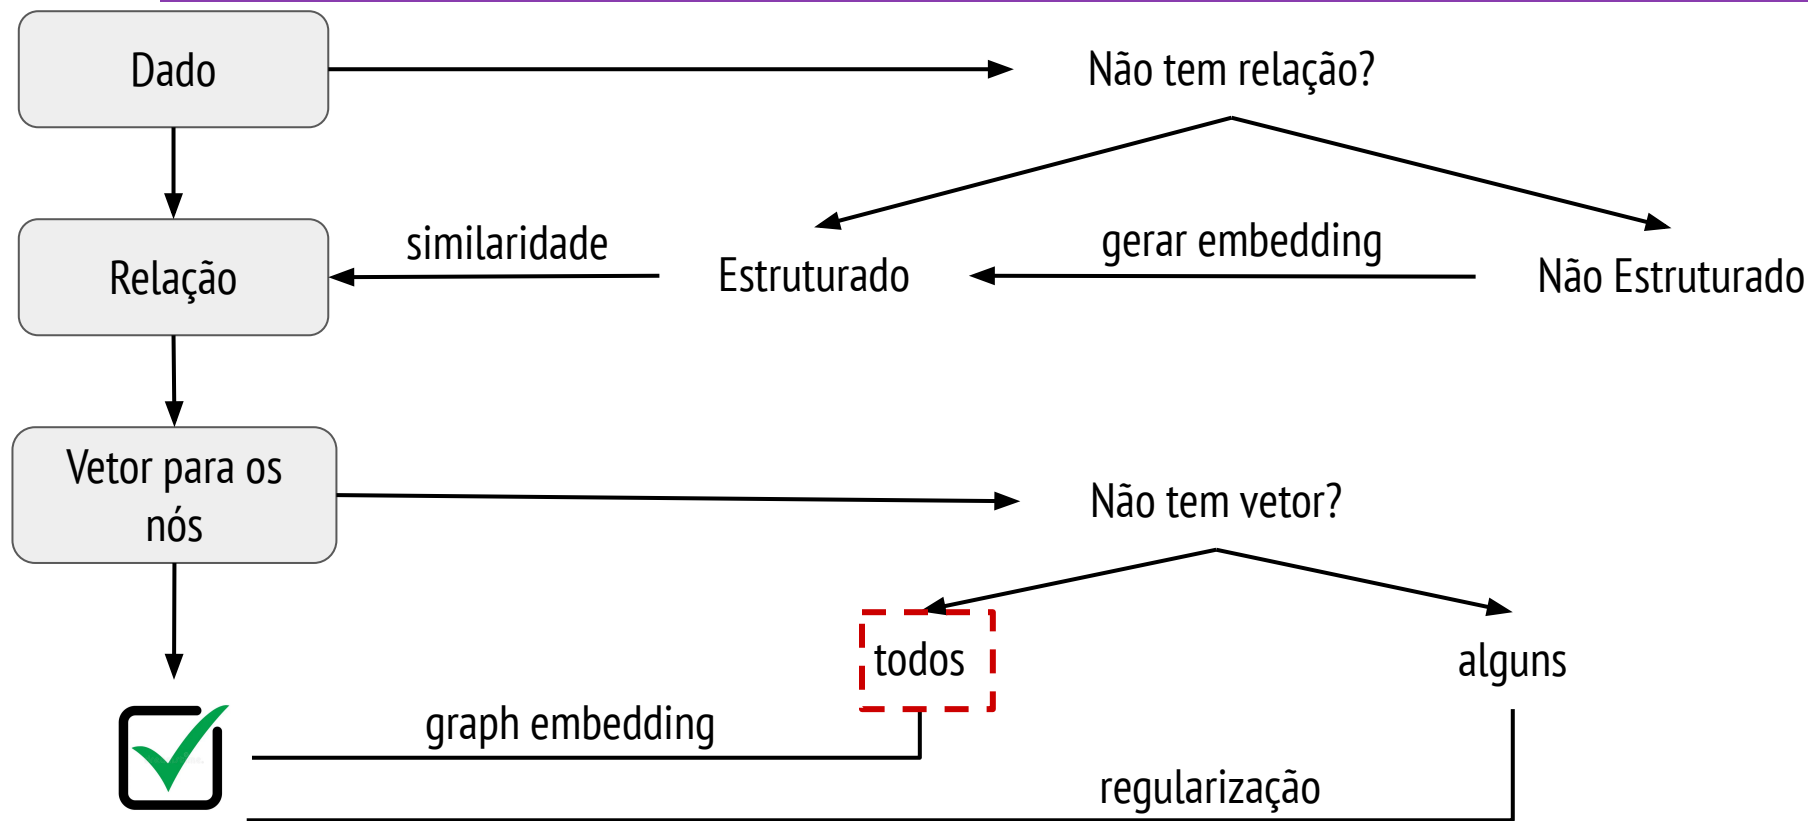 Dado
Não tem relação?
similaridade
gerar embedding
Relação
Estruturado
Não Estruturado
Vetor para os
nós
Não tem vetor?
todos
alguns
graph embedding
regularização